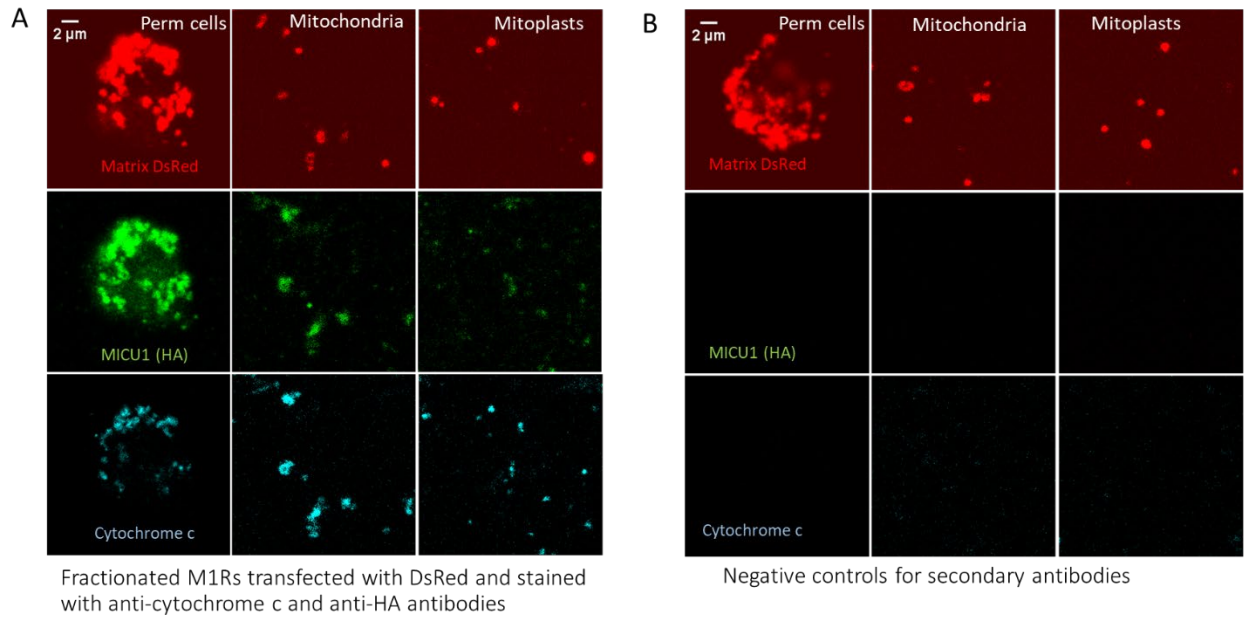 A
B
2 μm
Perm cells
Mitochondria
Mitoplasts
Matrix DsRed
MICU1 (HA)
Cytochrome c
2 μm
Perm cells
Mitochondria
Mitoplasts
Matrix DsRed
MICU1 (HA)
Cytochrome c
Fractionated M1Rs transfected with DsRed and stained
with anti-cytochrome c and anti-HA antibodies
Negative controls for secondary antibodies